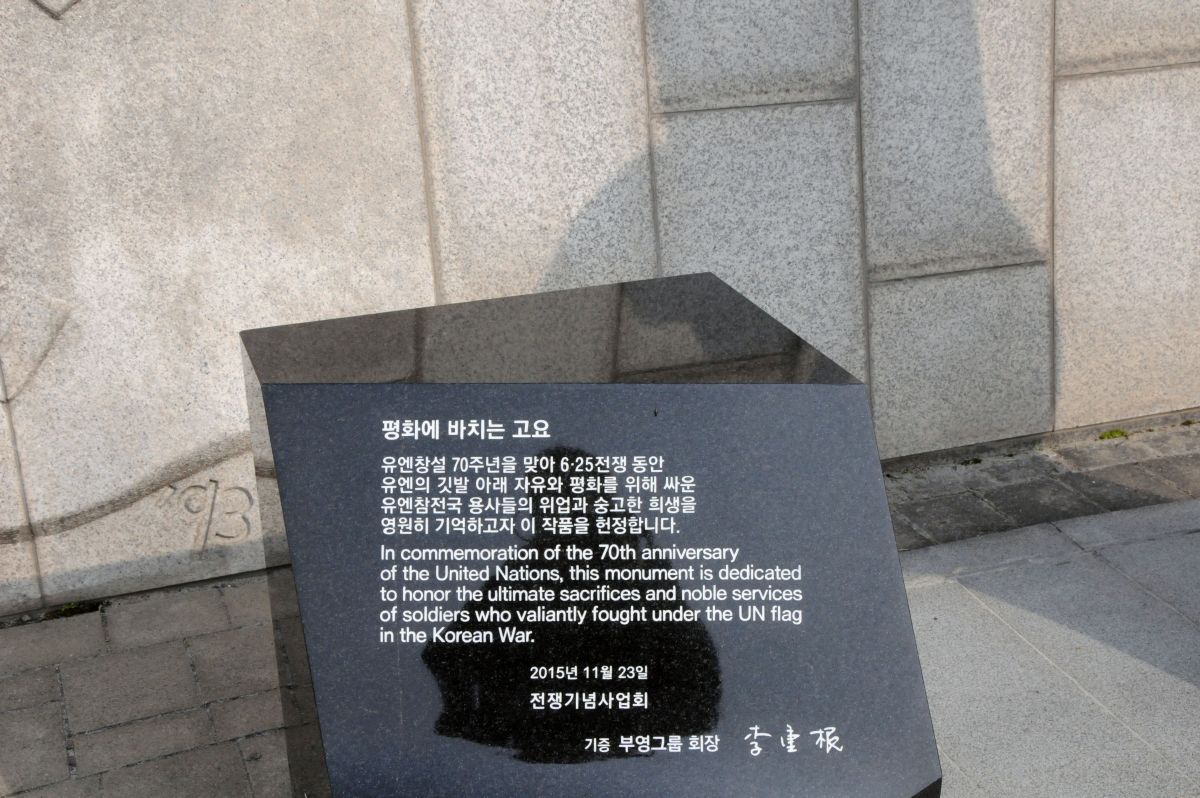 평화에 바치는 고요
유엔창설 70주년을 맞아 6·25전쟁 동안
유엔의 깃발 아래 자유와 평화를 위해 싸운
유엔참전국 용사들의 위업과 숭고한 희생을
영원히 기억하고자 이 작품을 헌정합니다.
In commemoration of the 70th anniversary
of the United Nations, this monument is dedicated
to honor the ultimate sacrifices and noble services
of soldiers who valiantly fought under the UN flag
in the Korean War.
2015년 11월 23일
전쟁기념사업회
기증 부영그룹 회장 李重根
'93